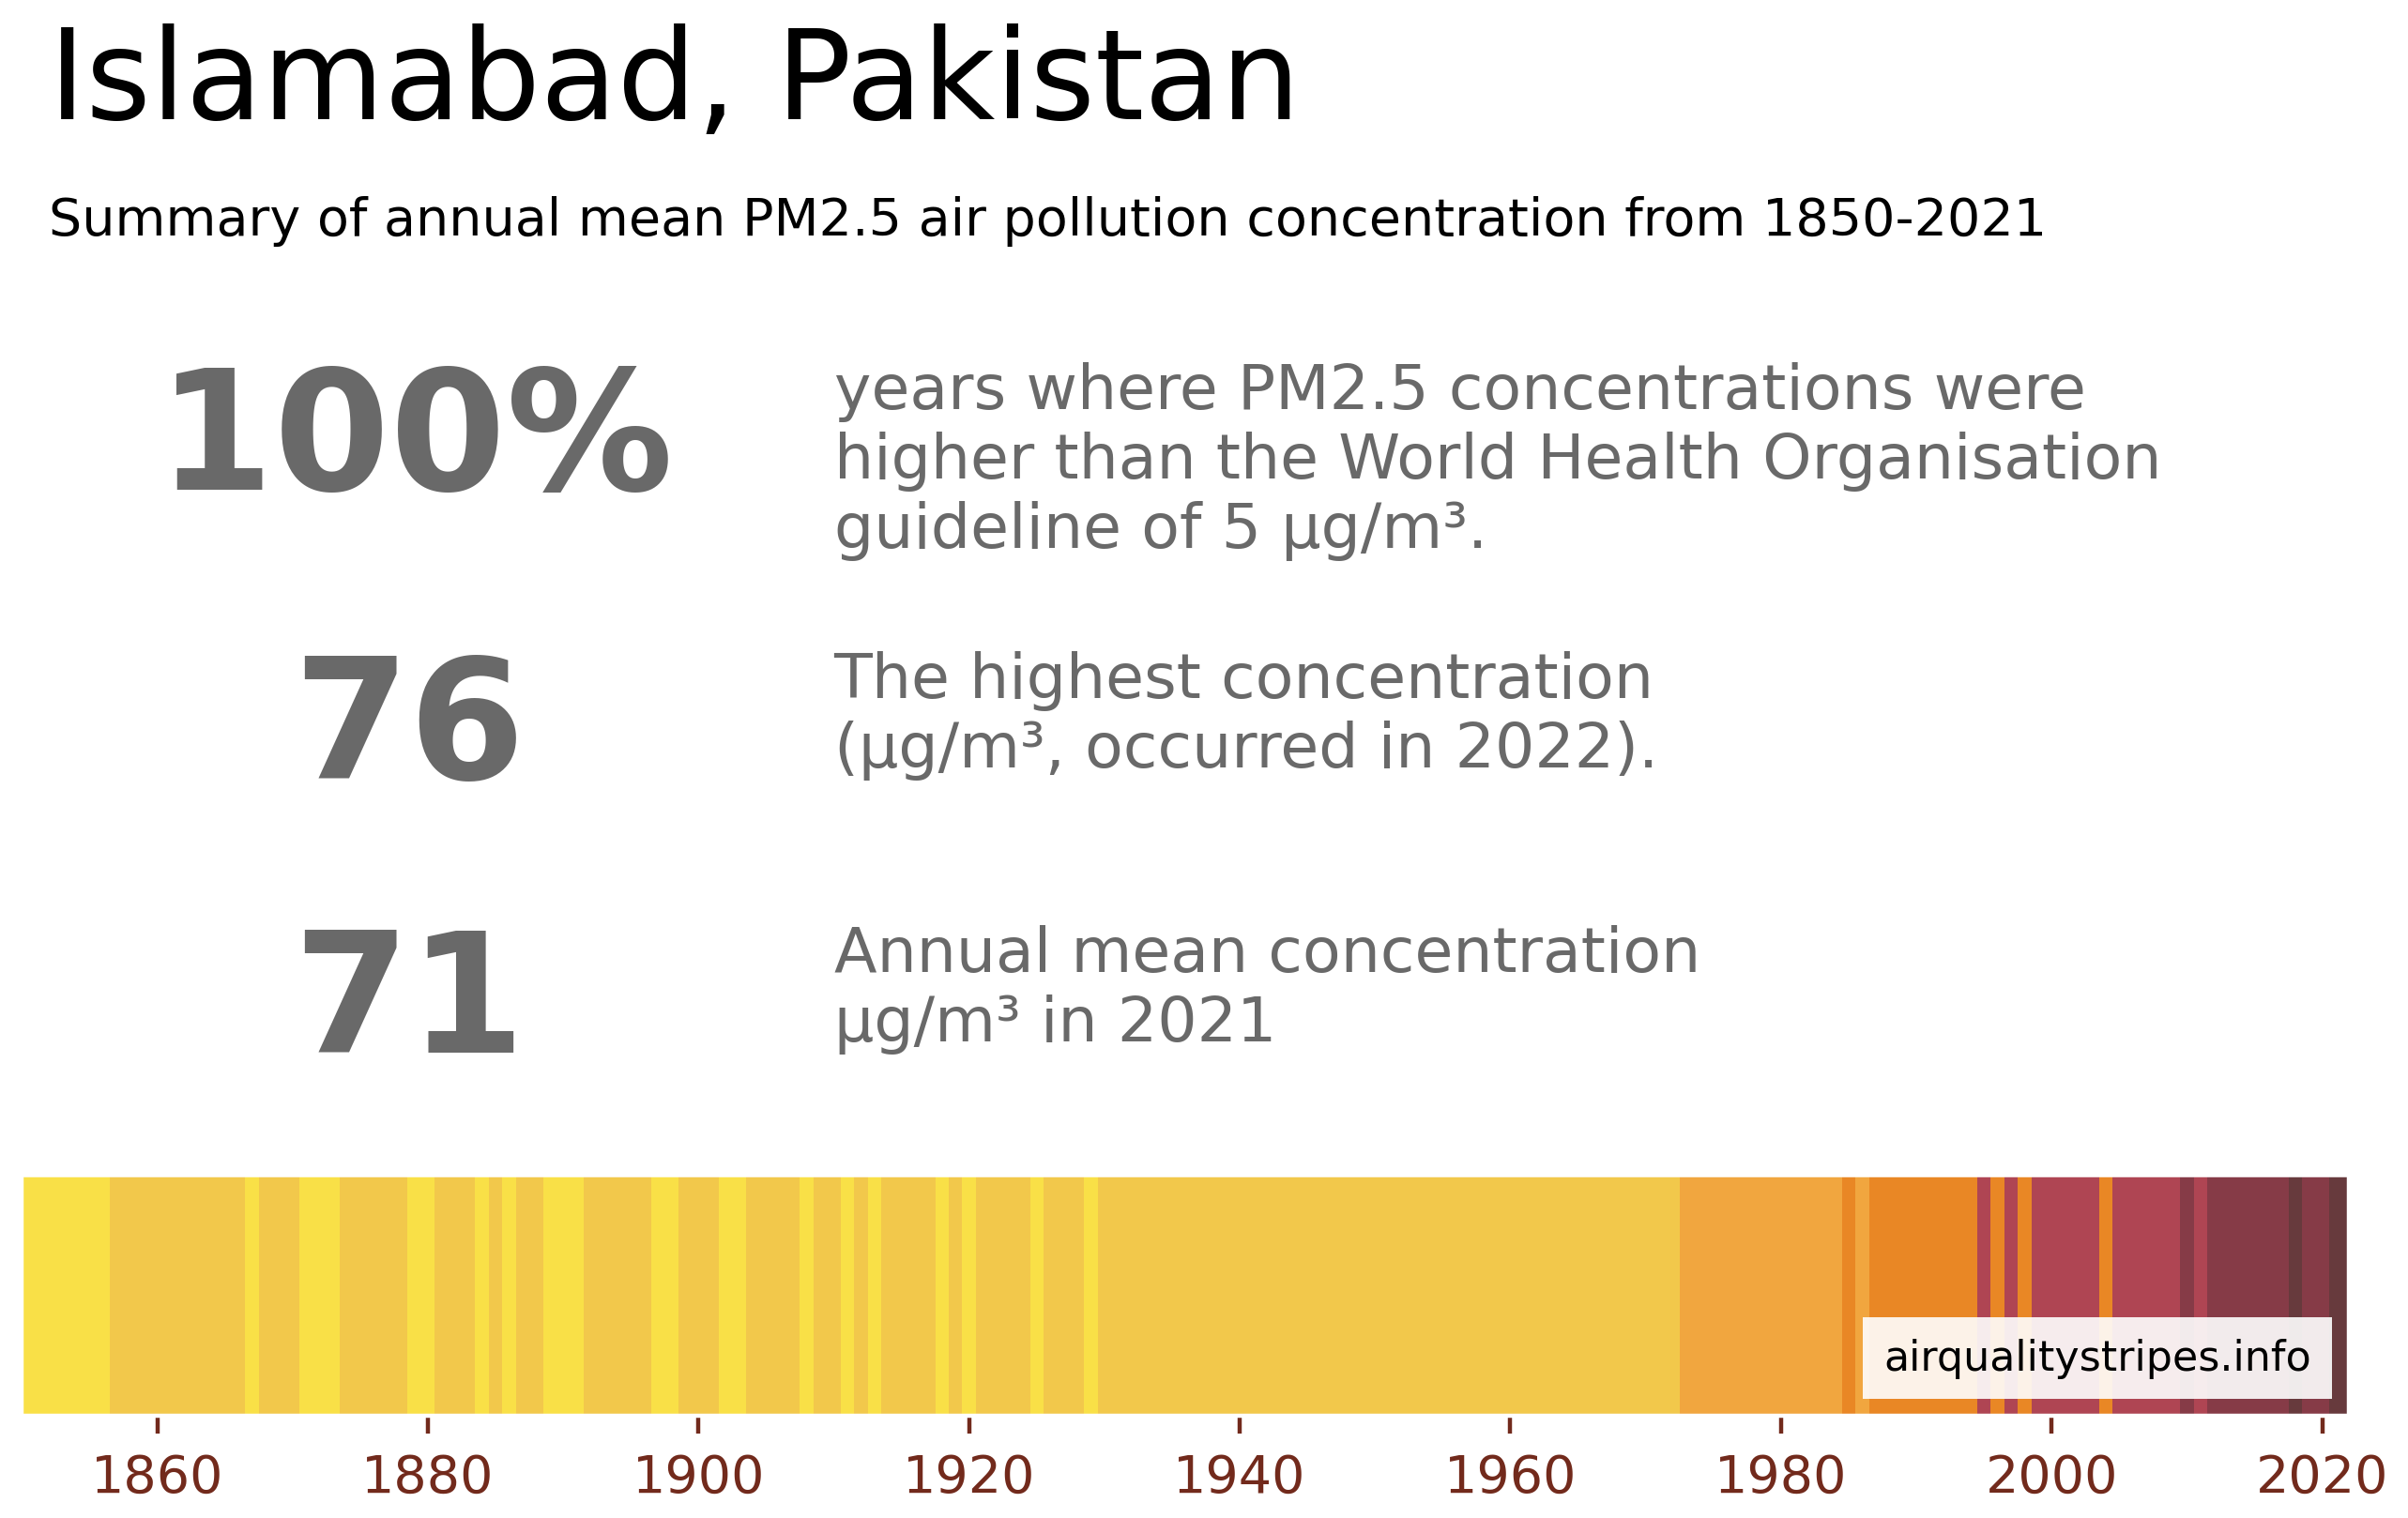 Islamabad, Pakistan
Summary of annual mean PM2.5 air pollution concentration from 1850-2021
100%
years where PM2.5 concentrations were
higher than the World Health Organisation
guideline of 5 µg/m³.
76
The highest concentration
(µg/m³, occurred in 2022).
71
Annual mean concentration
µg/m³ in 2021
airqualitystripes.info
1860 1880 1900 1920 1940 1960 1980 2000 2020